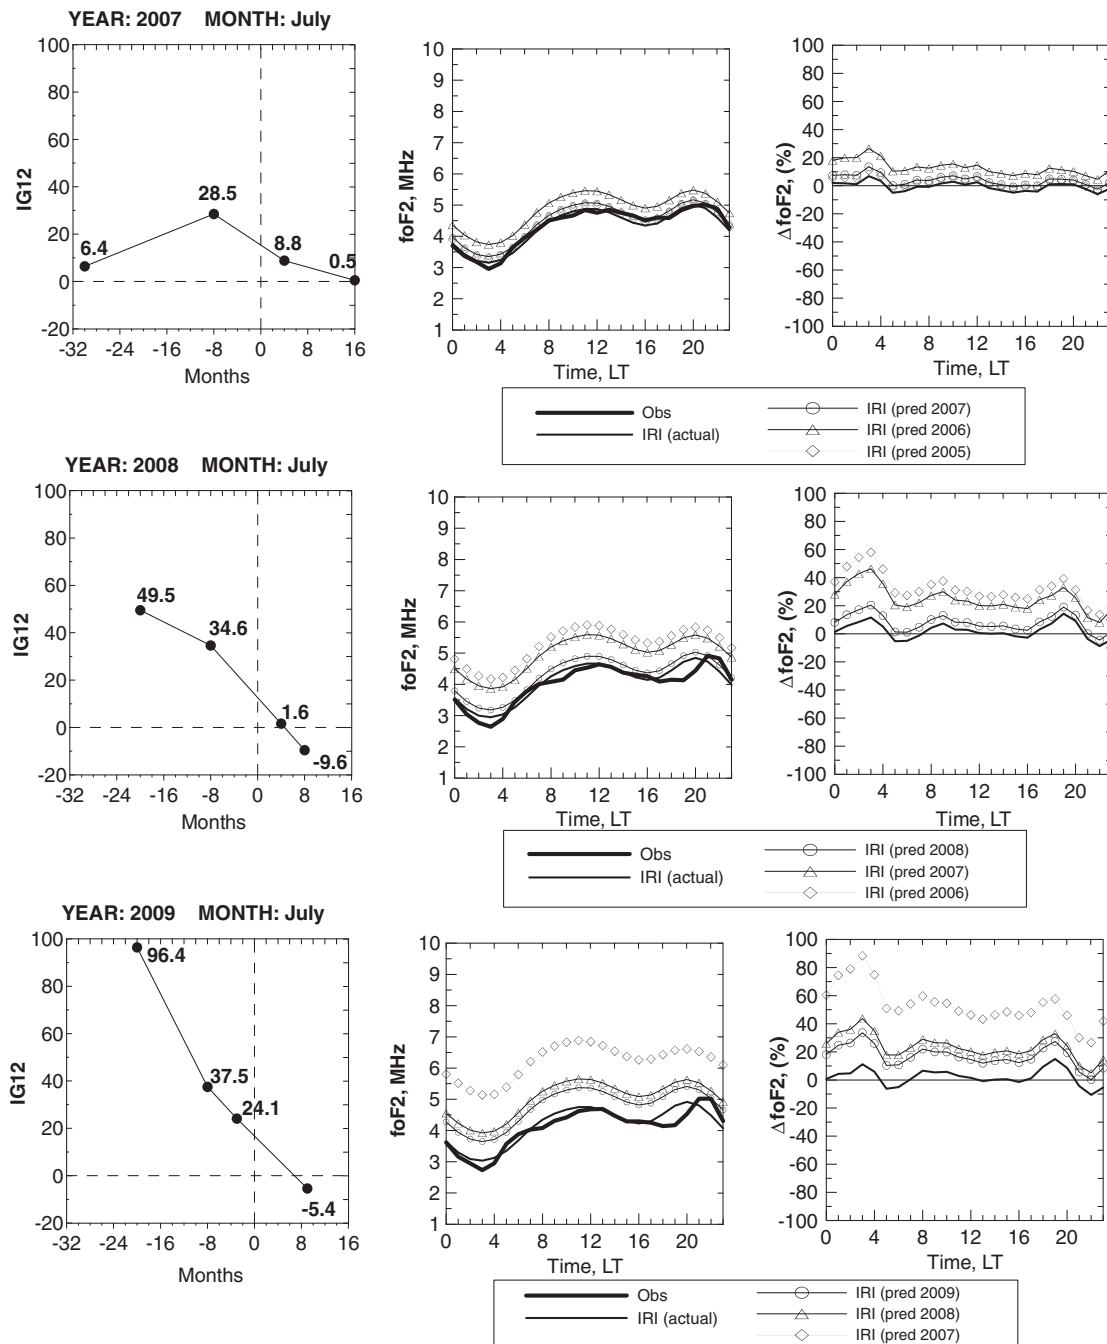 YEAR: 2007 MONTH: July
100
80
60
40
20
0
-20
IG12
6.4
28.5
8.8
0.5
-32 -24 -16 -8 0 8 16
Months
10
9
8
7
6
5
4
3
2
1
foF2, MHz
0 4 8 12 16 20
Time, LT
100
80
60
40
20
0
-20
-40
-60
-80
-100
ΔfoF2, (%)
0 4 8 12 16 20
Time, LT
Obs
IRI (actual)
IRI (pred 2007)
IRI (pred 2006)
IRI (pred 2005)
YEAR: 2008 MONTH: July
100
80
60
40
20
0
-20
IG12
49.5
34.6
1.6
-9.6
-32 -24 -16 -8 0 8 16
Months
10
9
8
7
6
5
4
3
2
1
foF2, MHz
0 4 8 12 16 20
Time, LT
100
80
60
40
20
0
-20
-40
-60
-80
-100
ΔfoF2, (%)
0 4 8 12 16 20
Time, LT
Obs
IRI (actual)
IRI (pred 2008)
IRI (pred 2007)
IRI (pred 2006)
YEAR: 2009 MONTH: July
100
80
60
40
20
0
-20
IG12
96.4
37.5
24.1
-5.4
-32 -24 -16 -8 0 8 16
Months
10
9
8
7
6
5
4
3
2
1
foF2, MHz
0 4 8 12 16 20
Time, LT
100
80
60
40
20
0
-20
-40
-60
-80
-100
ΔfoF2, (%)
0 4 8 12 16 20
Time, LT
Obs
IRI (actual)
IRI (pred 2009)
IRI (pred 2008)
IRI (pred 2007)